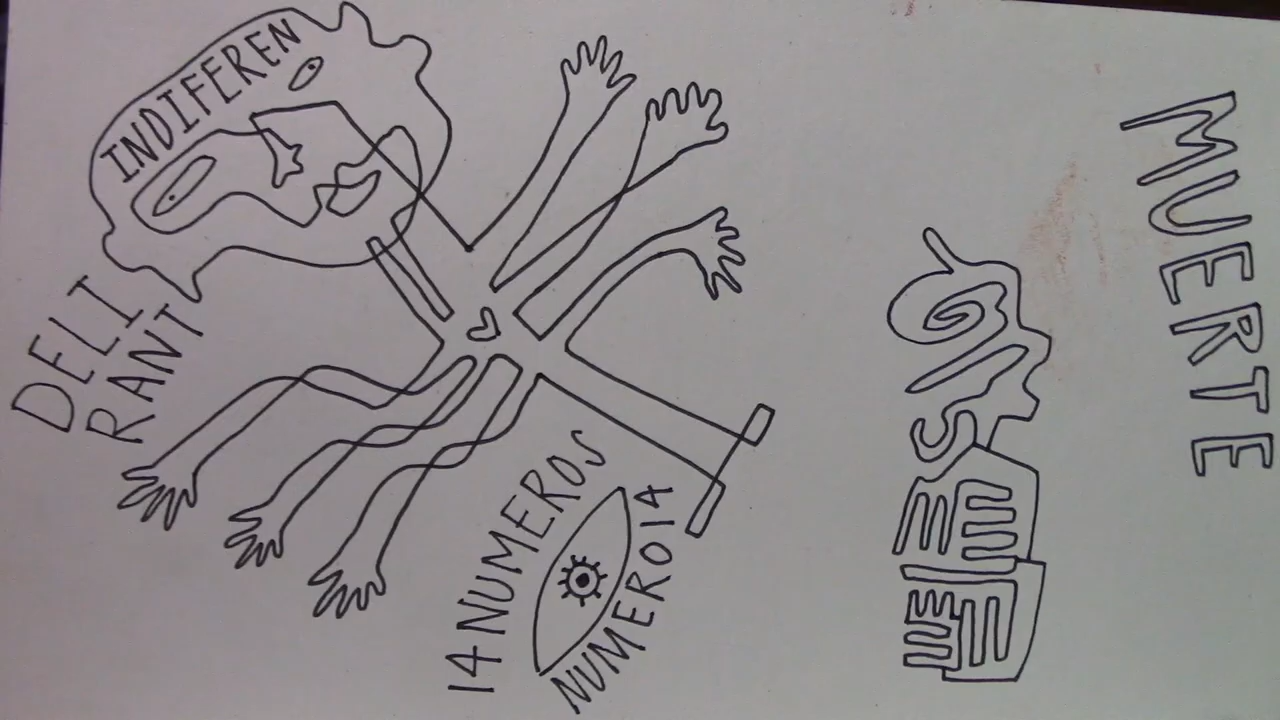 INDIFEREN
DELI
RANT
14 NUMEROS
NUMERO 14
MUERTE